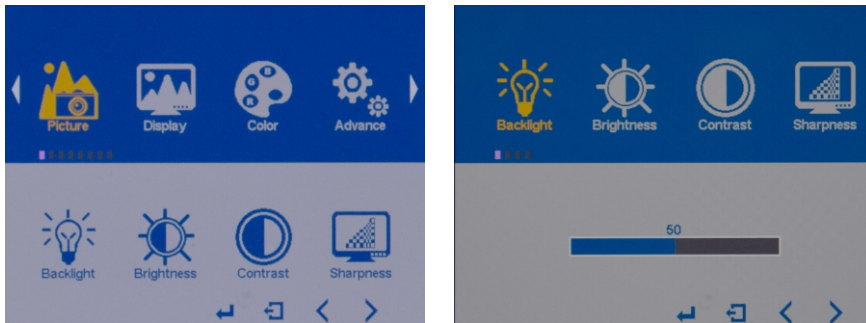 Picture Display Color Advance
Backlight Brightness Contrast Sharpness
Backlight Brightness Contrast Sharpness
50